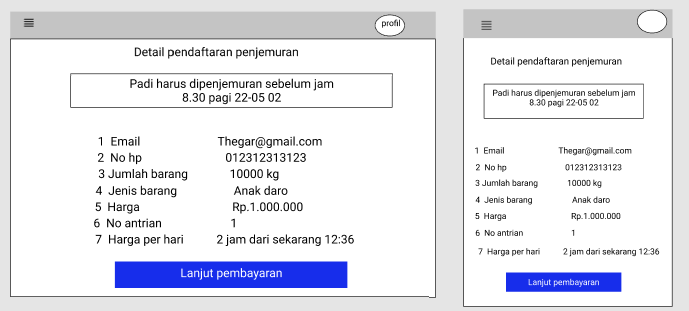 profil
Detail pendaftaran penjemuran
Padi harus dipenjemuran sebelum jam
8.30 pagi 22-05 02
1 Email Thegar@gmail.com
2 No hp 012312313123
3 Jumlah barang 10000 kg
4 Jenis barang Anak daro
5 Harga Rp.1.000.000
6 No antrian 1
7 Harga per hari 2 jam dari sekarang 12:36
Lanjut pembayaran
Detail pendaftaran penjemuran
Padi harus dipenjemuran sebelum jam
8.30 pagi 22-05 02
1 Email Thegar@gmail.com
2 No hp 012312313123
3 Jumlah barang 10000 kg
4 Jenis barang Anak daro
5 Harga Rp.1.000.000
6 No antrian 1
7 Harga per hari 2 jam dari sekarang 12:36
Lanjut pembayaran